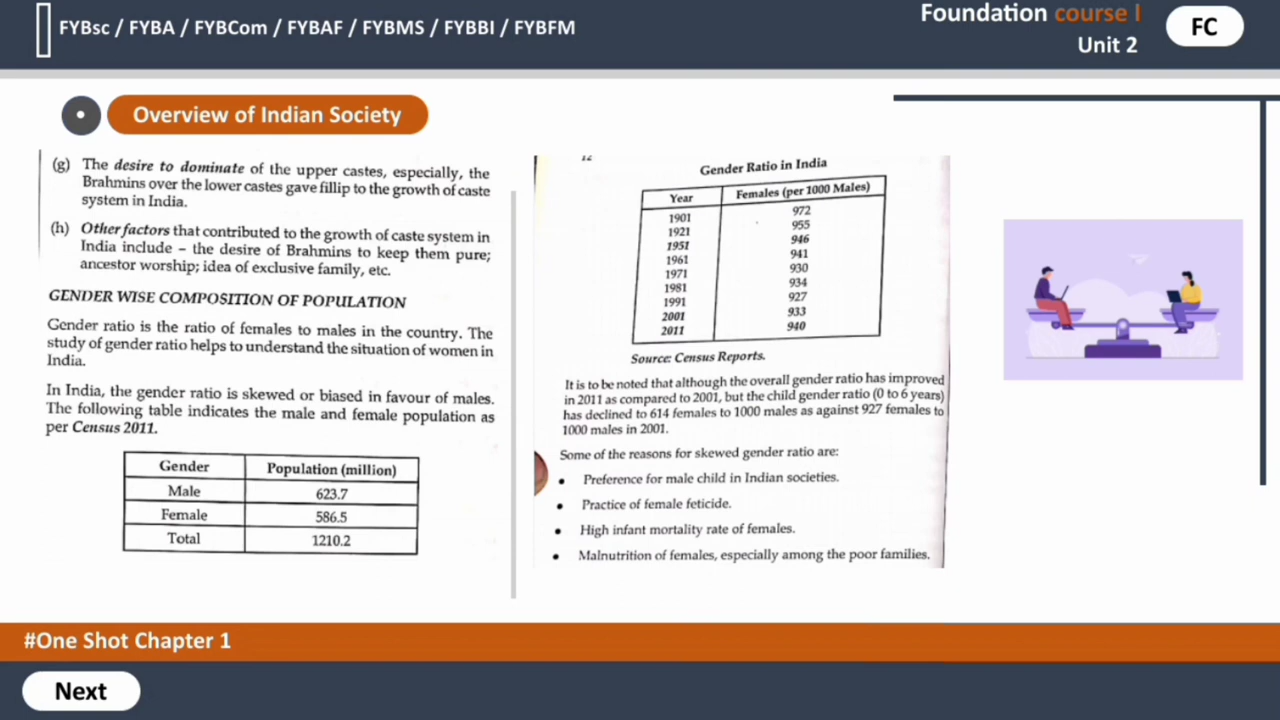 FYBsc / FYBA / FYBCom / FYBAF / FYBMS / FYBBI / FYBFM
Foundation course I
Unit 2
FC
Overview of Indian Society
(g) The desire to dominate of the upper castes, especially, the
Brahmins over the lower castes gave fillip to the growth of caste
system in India.
(h) Other factors that contributed to the growth of caste system in
India include – the desire of Brahmins to keep them pure;
ancestor worship; idea of exclusive family, etc.
GENDER WISE COMPOSITION OF POPULATION
Gender ratio is the ratio of females to males in the country. The
study of gender ratio helps to understand the situation of women in
India.
In India, the gender ratio is skewed or biased in favour of males.
The following table indicates the male and female population as
per Census 2011.
Gender Population (million)
Male 623.7
Female 586.5
Total 1210.2
12
Gender Ratio in India
Year Females (per 1000 Males)
1901 972
1921 955
1951 946
1961 941
1971 930
1981 934
1991 927
2001 933
2011 940
Source: Census Reports.
It is to be noted that although the overall gender ratio has improved
in 2011 as compared to 2001, but the child gender ratio (0 to 6 years)
has declined to 614 females to 1000 males as against 927 females to
1000 males in 2001.
Some of the reasons for skewed gender ratio are:
• Preference for male child in Indian societies.
• Practice of female feticide.
• High infant mortality rate of females.
• Malnutrition of females, especially among the poor families.
#One Shot Chapter 1
Next